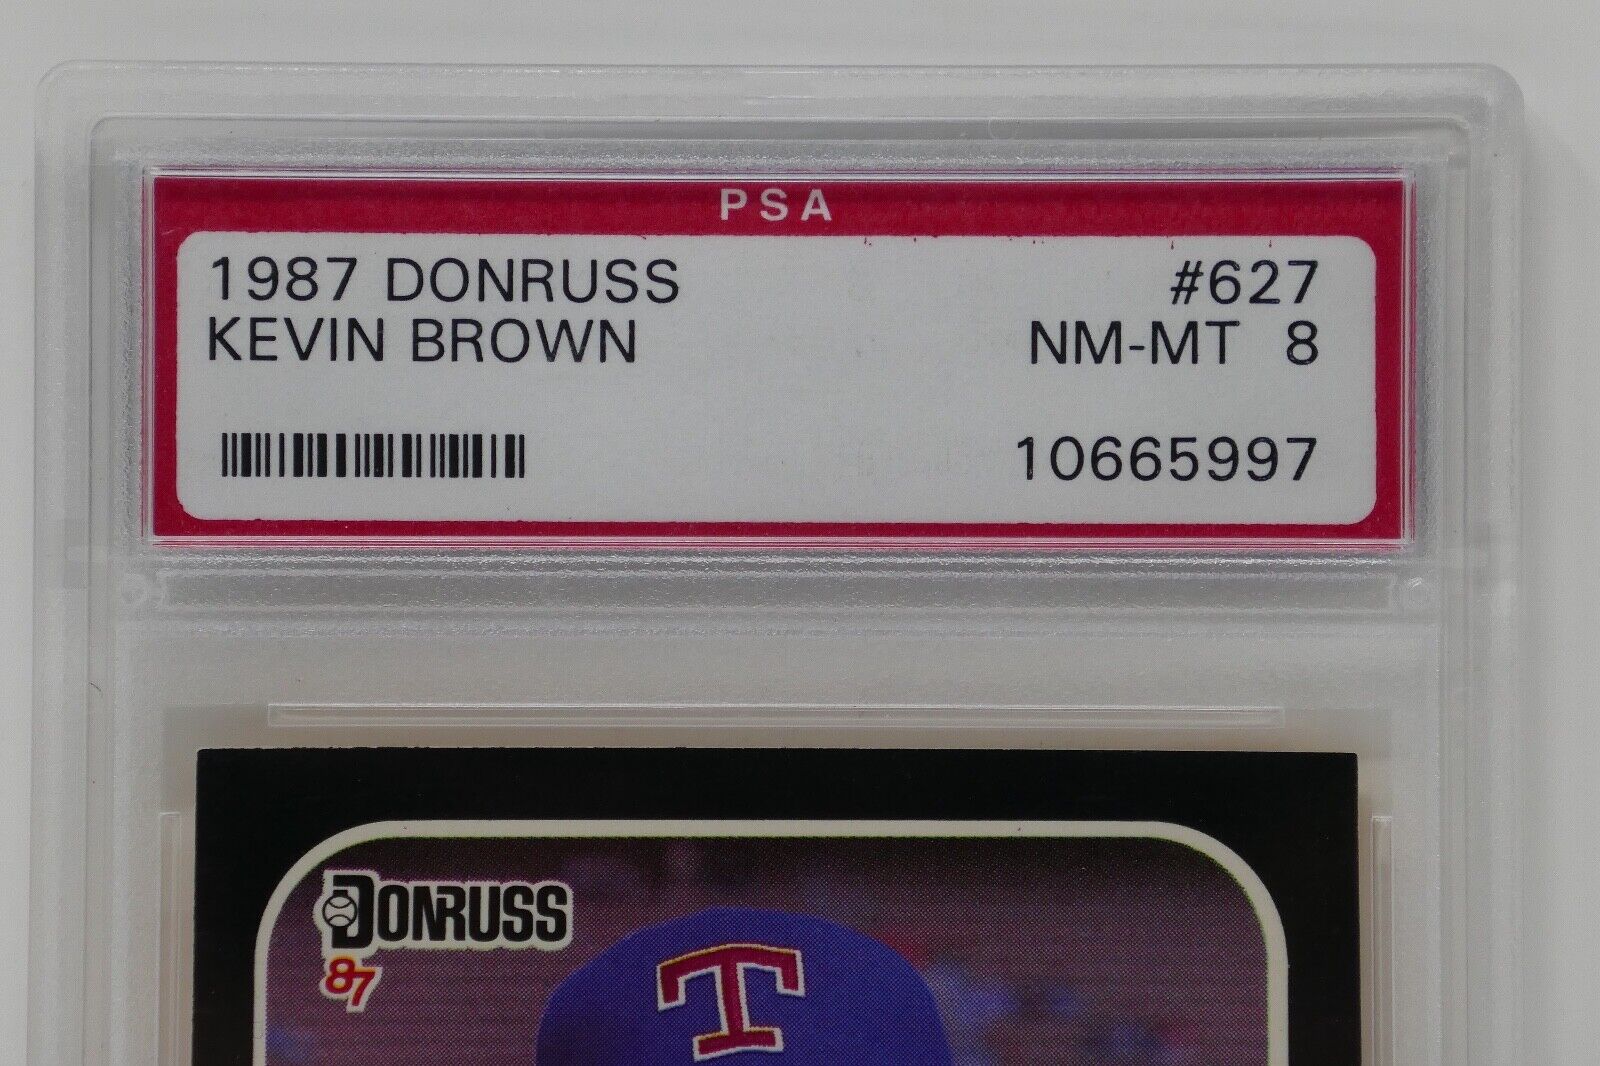 PSA
1987 DONRUSS #627
KEVIN BROWN NM-MT 8
10665997
DONRUSS
87
T